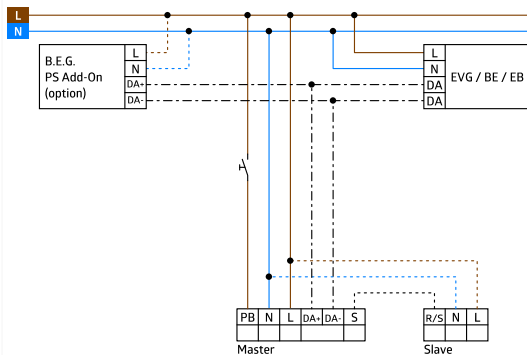 L
N
B.E.G.
PS Add-On
(option)
L
N
DA+
DA-
L
N
DA
DA
EVG / BE / EB
PB N L DA+ DA- S
R/S N L
Master
Slave